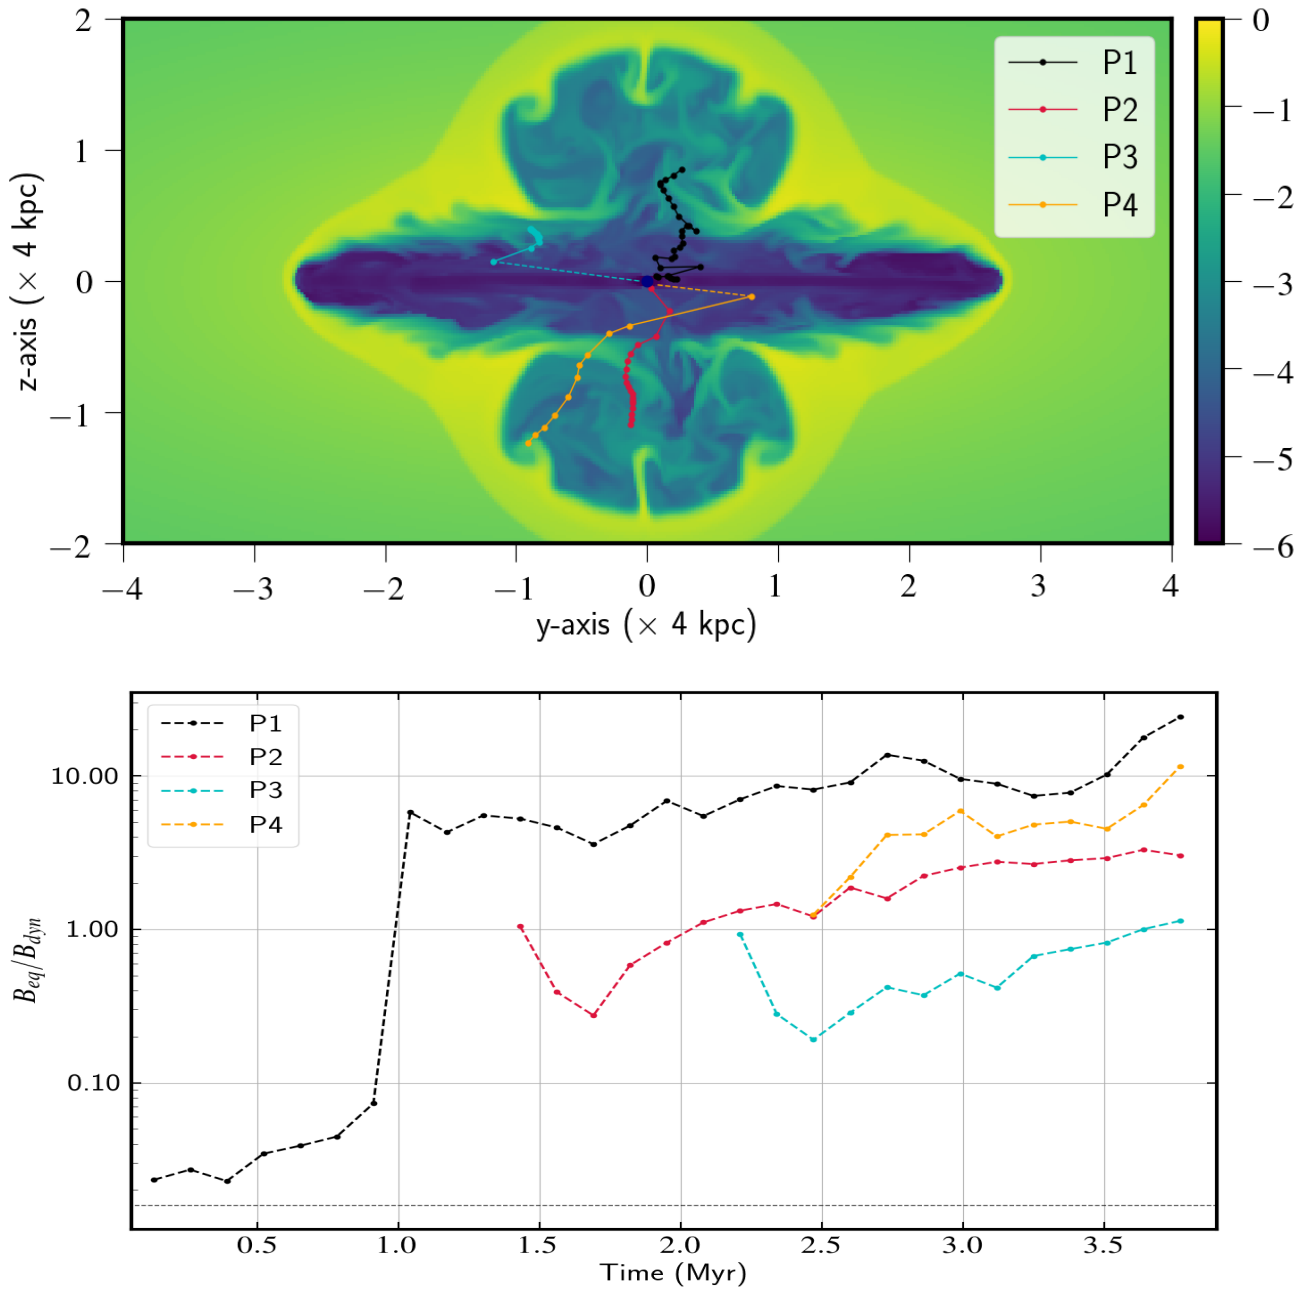 2
1
0
−1
−2
z-axis (× 4 kpc)
−4
−3
−2
−1
0
1
2
3
4
y-axis (× 4 kpc)
P1
P2
P3
P4
0
−1
−2
−3
−4
−5
−6
P1
P2
P3
P4
10.00
1.00
0.10
B_eq/B_dyn
0.5
1.0
1.5
2.0
2.5
3.0
3.5
Time (Myr)